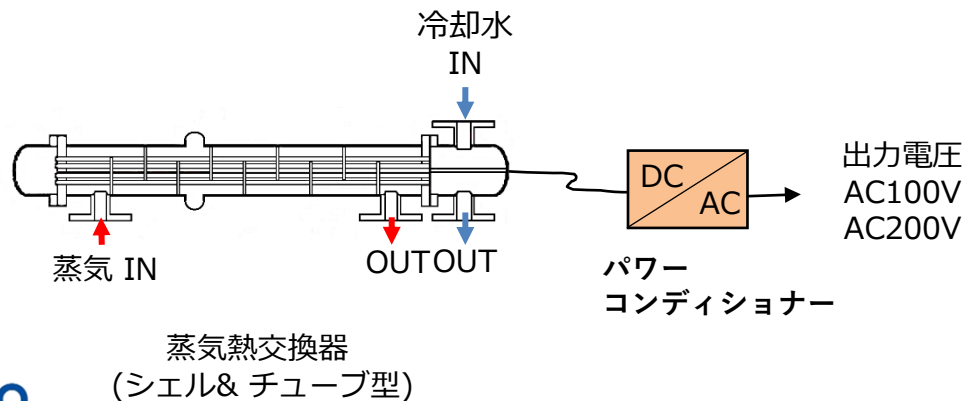 冷却水
IN
DC
AC
出力電圧
AC100V
AC200V
蒸気 IN
OUT
OUT
パワー
コンディショナー
蒸気熱交換器
(シェル& チューブ型)